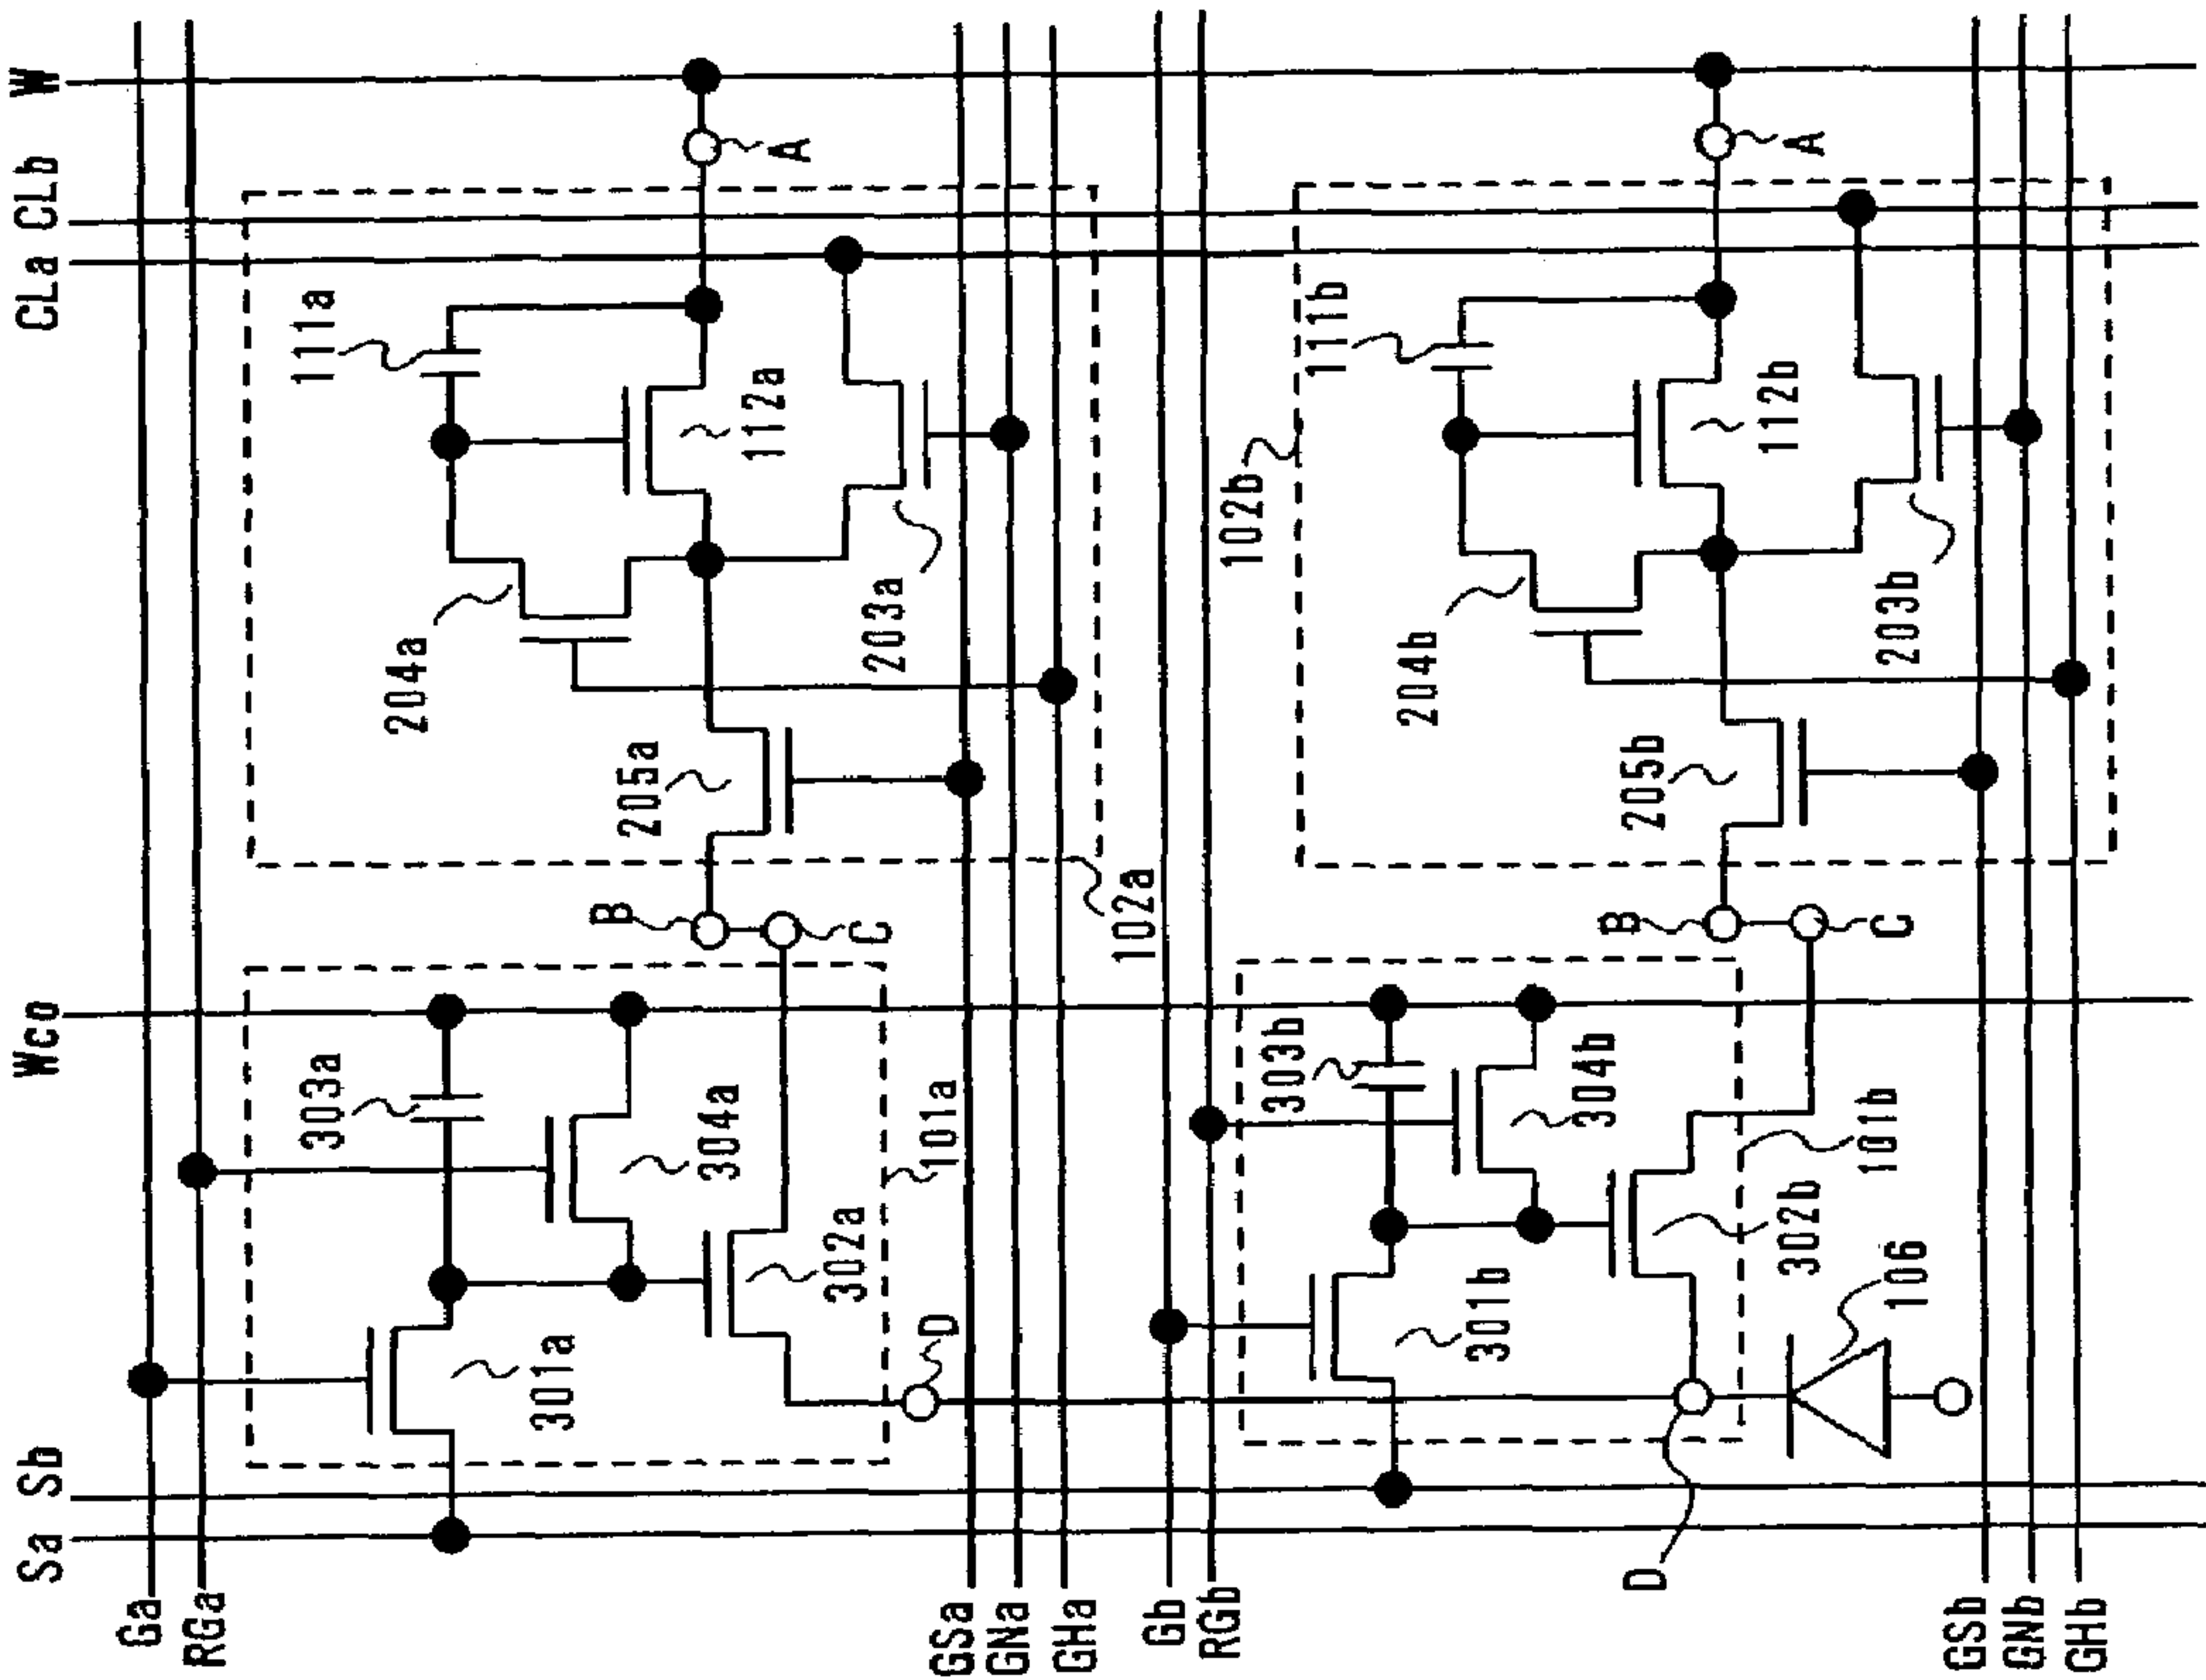 Sa Sb Wco CLa CLb W
Ga
RGa
303a
111a
301a
304a
204a
112a
302a
205a
203a
A
B
C
D
101a
102a
GSa
GNa
GHa
Gb
RGb
102b
303b
111b
301b
304b
204b
112b
302b
205b
203b
A
B
C
D
101b
106
GSb
GNb
GHb